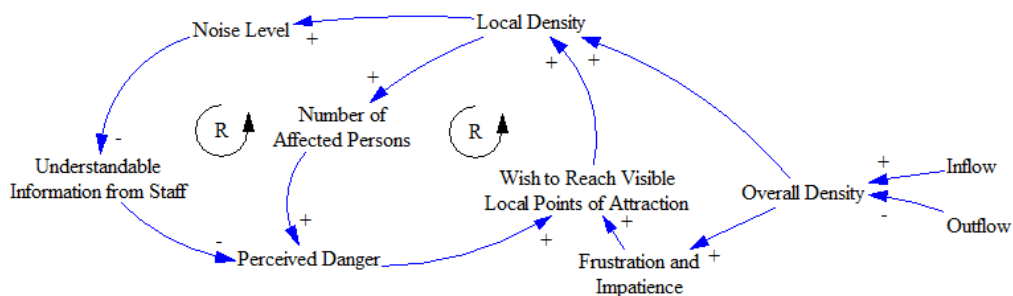 Noise Level
+
Local Density
+
+
+
Number of
Affected Persons
R
R
-
Understandable
Information from Staff
Wish to Reach Visible
Local Points of Attraction
+
Inflow
Overall Density
-
Outflow
-
+
Perceived Danger
+
+
Frustration and
Impatience
+